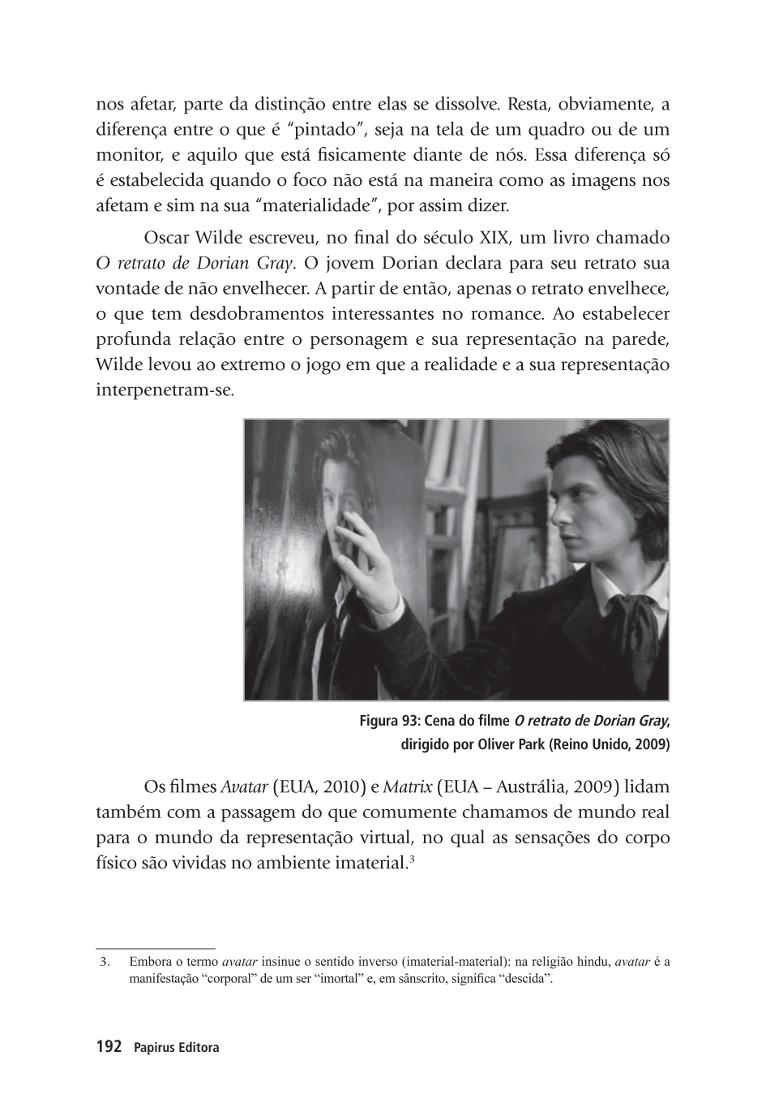 nos afetar, parte da distinção entre elas se dissolve. Resta, obviamente, a
diferença entre o que é “pintado”, seja na tela de um quadro ou de um
monitor, e aquilo que está fisicamente diante de nós. Essa diferença só
é estabelecida quando o foco não está na maneira como as imagens nos
afetam e sim na sua “materialidade”, por assim dizer.
Oscar Wilde escreveu, no final do século XIX, um livro chamado
O retrato de Dorian Gray. O jovem Dorian declara para seu retrato sua
vontade de não envelhecer. A partir de então, apenas o retrato envelhece,
o que tem desdobramentos interessantes no romance. Ao estabelecer
profunda relação entre o personagem e sua representação na parede,
Wilde levou ao extremo o jogo em que a realidade e a sua representação
interpenetram-se.
Figura 93: Cena do filme O retrato de Dorian Gray,
dirigido por Oliver Park (Reino Unido, 2009)
Os filmes Avatar (EUA, 2010) e Matrix (EUA – Austrália, 2009) lidam
também com a passagem do que comumente chamamos de mundo real
para o mundo da representação virtual, no qual as sensações do corpo
físico são vividas no ambiente imaterial.3
3. Embora o termo avatar insinue o sentido inverso (imaterial-material): na religião hindu, avatar é a
manifestação “corporal” de um ser “imortal” e, em sânscrito, significa “descida”.
192 Papirus Editora